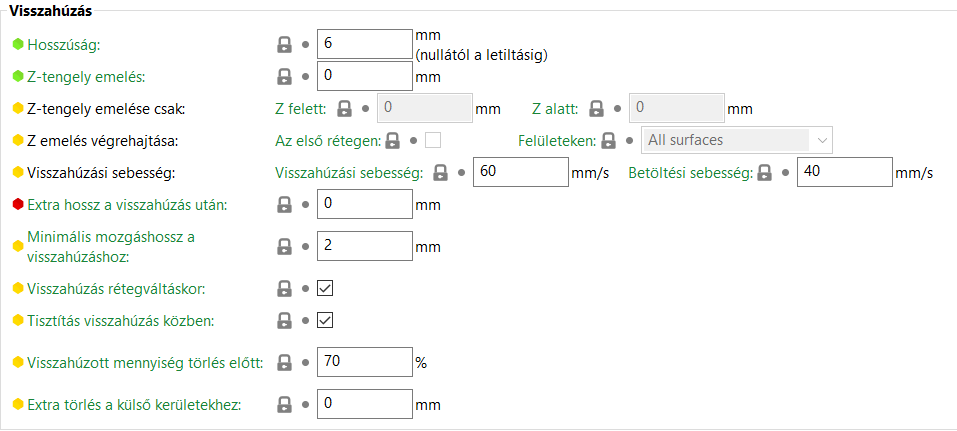 Visszahúzás
Hosszúság: 6 mm
(nullától a letiltásig)
Z-tengely emelés: 0 mm
Z-tengely emelése csak: Z felett: 0 mm Z alatt: 0 mm
Z emelés végrehajtása: Az első rétegen: Felületeken: All surfaces
Visszahúzási sebesség: Visszahúzási sebesség: 60 mm/s Betöltési sebesség: 40 mm/s
Extra hossz a visszahúzás után: 0 mm
Minimális mozgáshossz a
visszahúzáshoz: 2 mm
Visszahúzás rétegváltáskor:
Tisztítás visszahúzás közben:
Visszahúzott mennyiség törlés előtt: 70 %
Extra törlés a külső kerületekhez: 0 mm